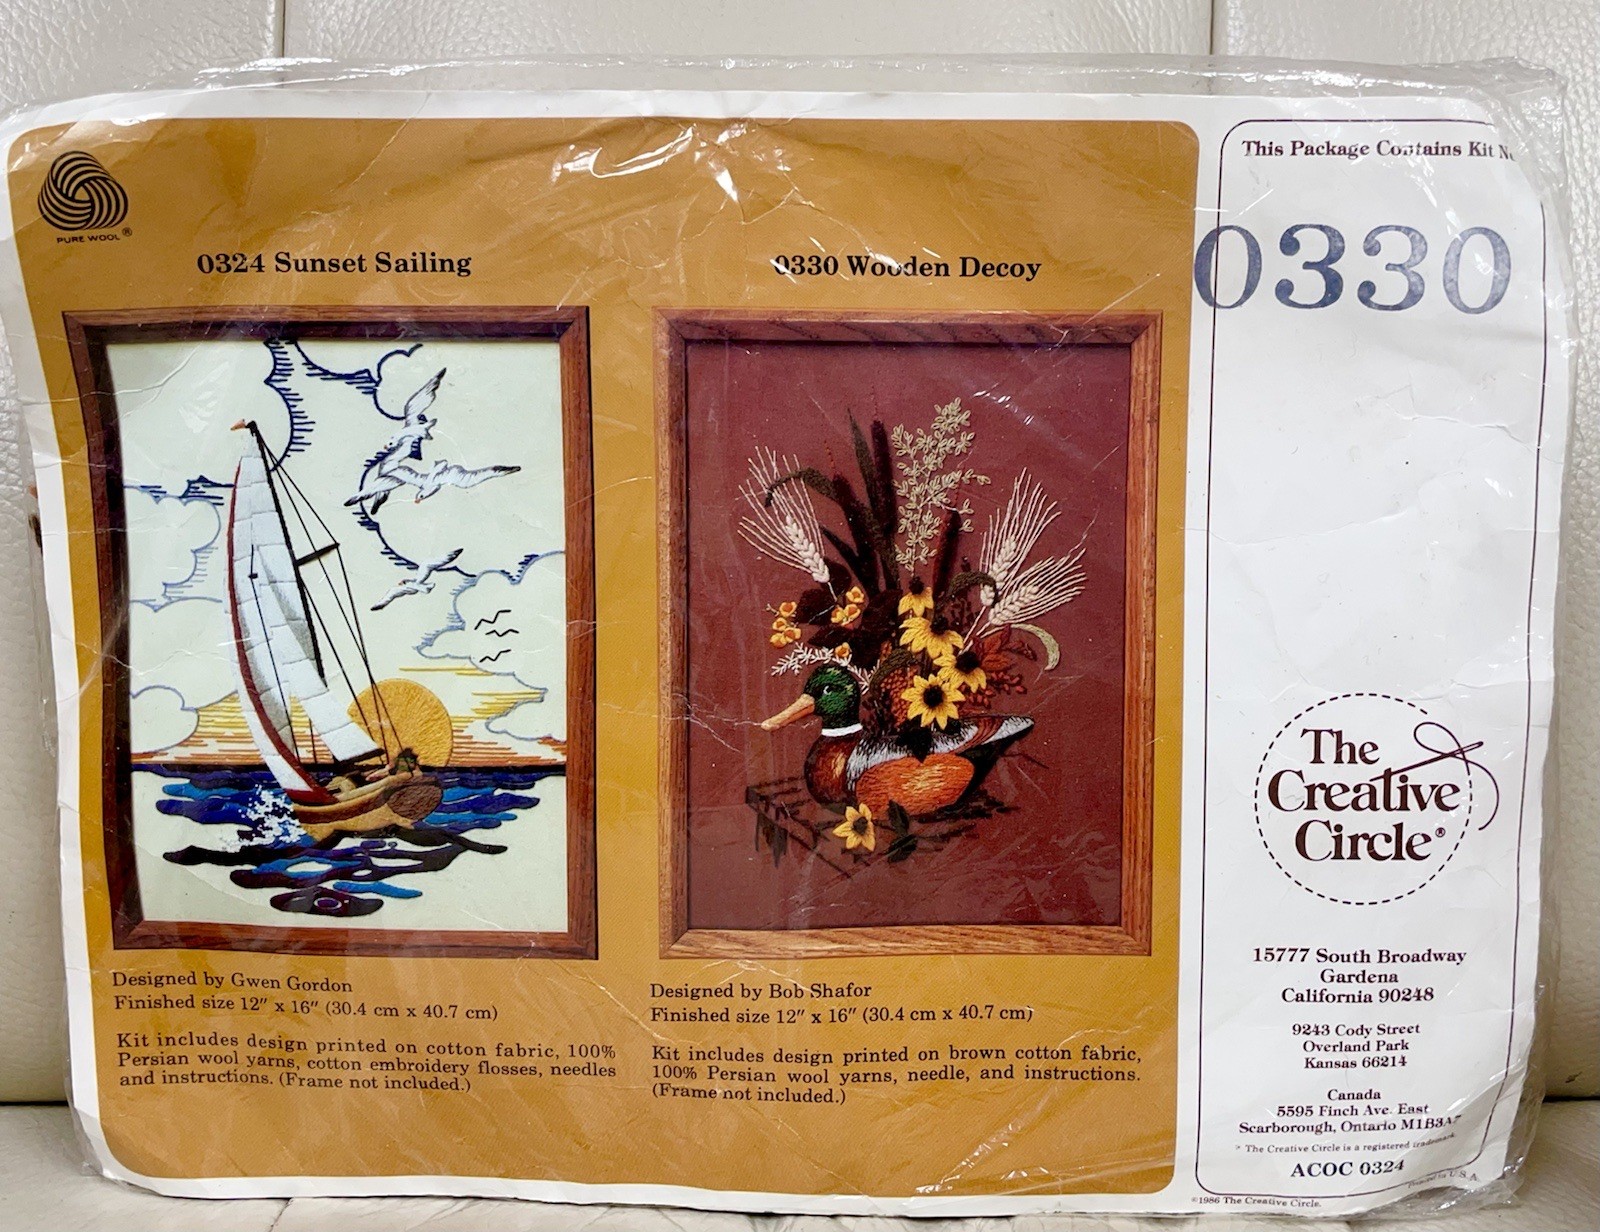 PURE WOOL ®
0324 Sunset Sailing
Designed by Gwen Gordon
Finished size 12" x 16" (30.4 cm x 40.7 cm)
Kit includes design printed on cotton fabric, 100%
Persian wool yarns, cotton embroidery flosses, needles
and instructions. (Frame not included.)
0330 Wooden Decoy
Designed by Bob Shafor
Finished size 12" x 16" (30.4 cm x 40.7 cm)
Kit includes design printed on brown cotton fabric,
100% Persian wool yarns, needle, and instructions.
(Frame not included.)
This Package Contains Kit
0330
The
Creative
Circle®
15777 South Broadway
Gardena
California 90248
9243 Cody Street
Overland Park
Kansas 66214
Canada
5595 Finch Ave. East
Scarborough, Ontario M1B3A7
The Creative Circle is a registered trademark
ACOC 0324
U.S.A.
©1986 The Creative Circle.